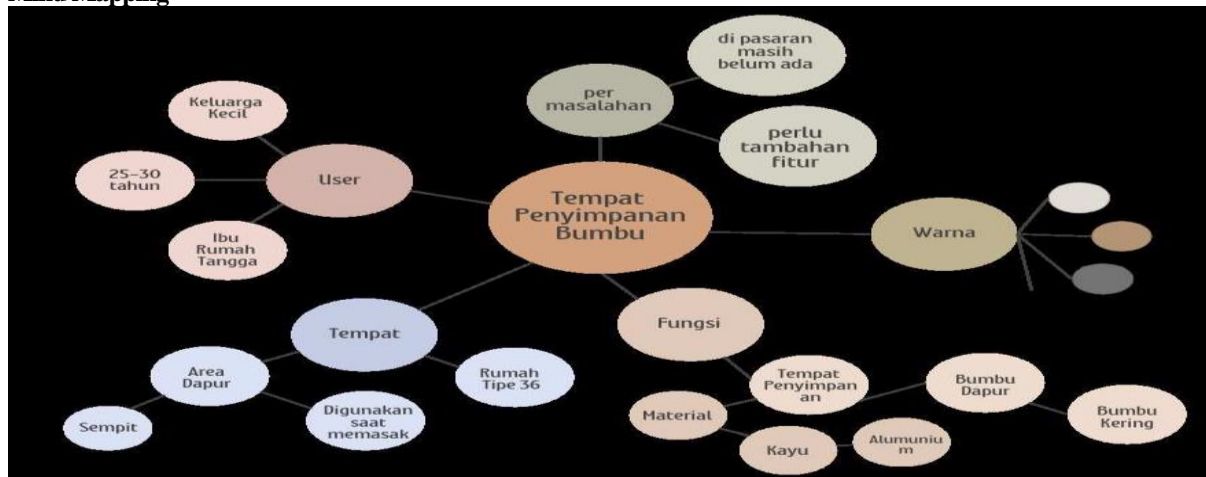 di pasaran
masih
belum ada
per
masalahan
perlu
tambahan
fitur
Keluarga
Kecil
25-30
tahun
User
Ibu
Rumah
Tangga
Tempat
Penyimpanan
Bumbu
Warna
Tempat
Area
Dapur
Sempit
Digunakan
saat
memasak
Rumah
Tipe 36
Fungsi
Tempat
Penyimpan
an
Material
Kayu
Alumuniu
m
Bumbu
Dapur
Bumbu
Kering